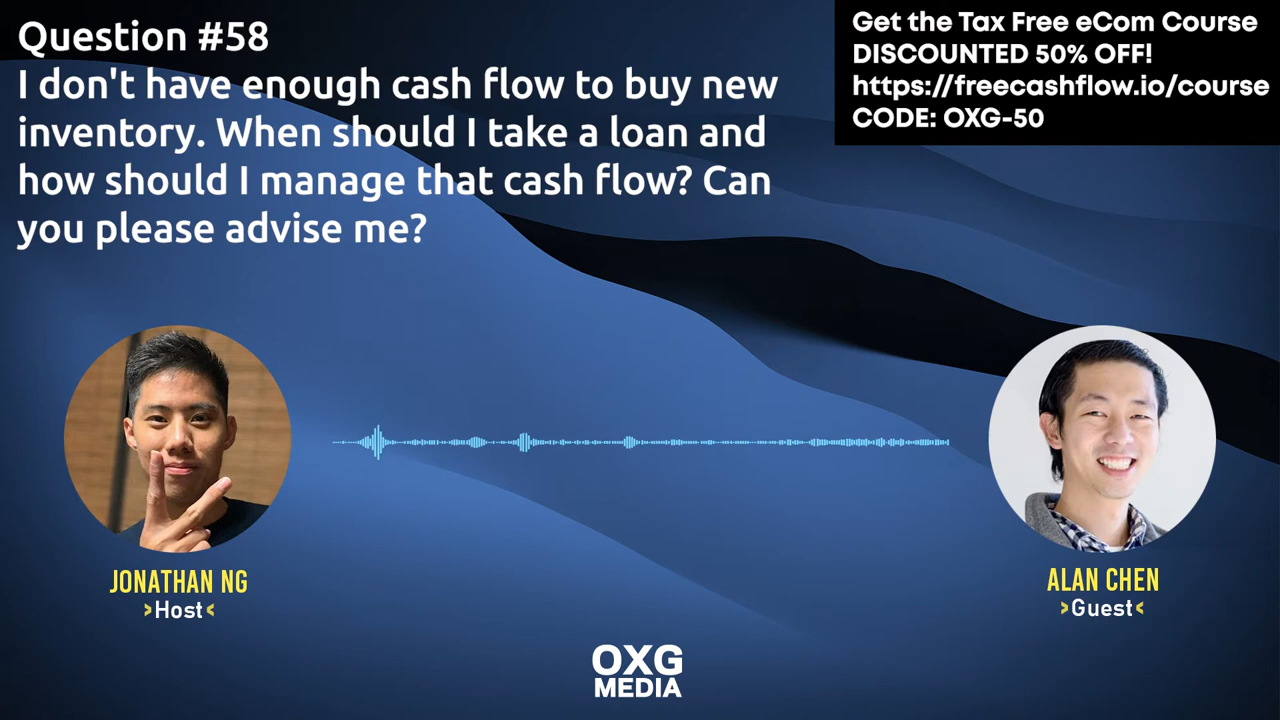 Question #58
I don't have enough cash flow to buy new
inventory. When should I take a loan and
how should I manage that cash flow? Can
you please advise me?
Get the Tax Free eCom Course
DISCOUNTED 50% OFF!
https://freecashflow.io/course
CODE: OXG-50
JONATHAN NG
>Host<
ALAN CHEN
>Guest<
OXG
MEDIA